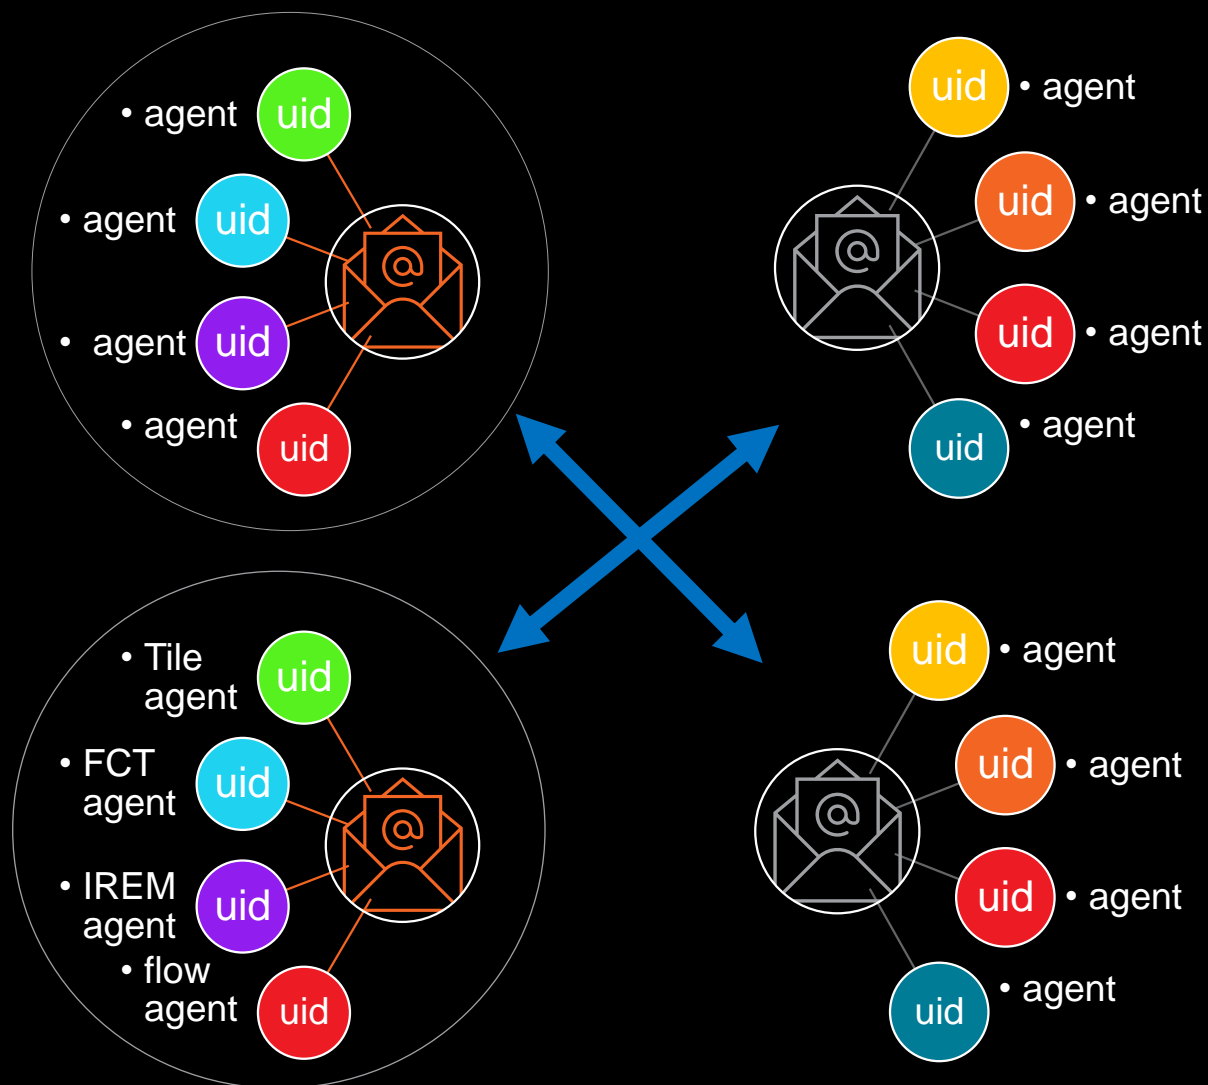 • agent uid
• agent uid
• agent uid
• agent uid
@
uid • agent
uid • agent
uid • agent
uid • agent
@
• Tile
agent
uid
• FCT
agent
uid
• IREM
agent
uid
• flow
agent
uid
@
uid • agent
uid • agent
uid • agent
uid • agent
@